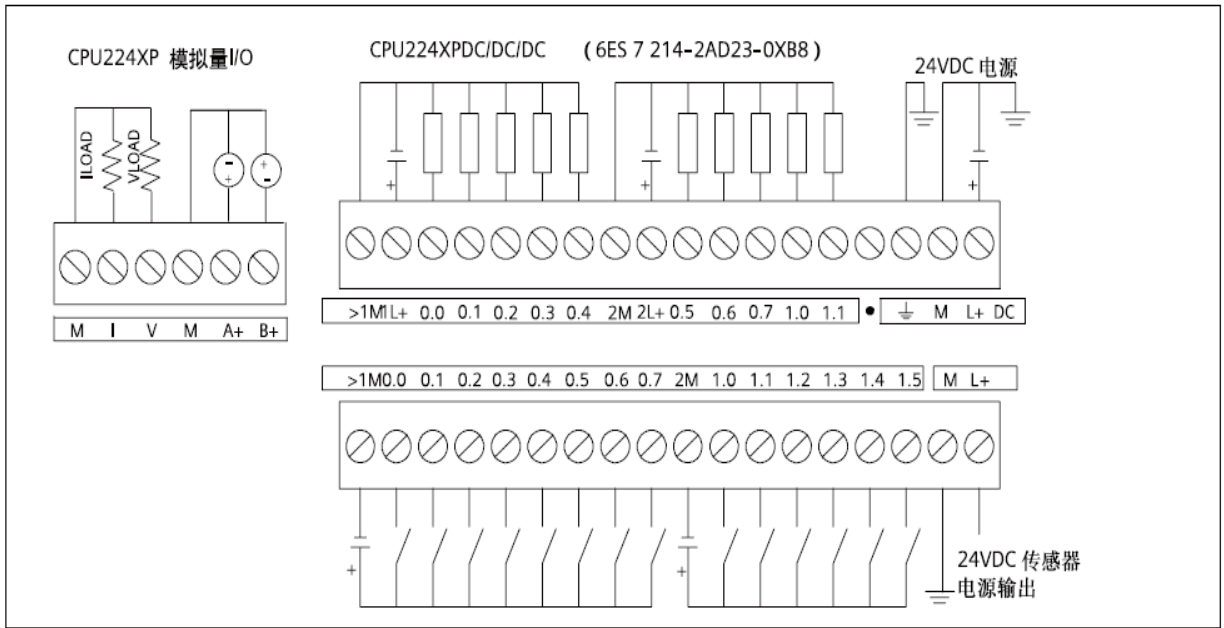 CPU224XP 模拟量I/O
ILOAD
VLOAD
- +
+ -
M I V M A+ B+
CPU224XPDC/DC/DC ( 6ES 7 214-2AD23-0XB8 )
24VDC 电源
+
+
+
>1M1L+ 0.0 0.1 0.2 0.3 0.4 2M 2L+ 0.5 0.6 0.7 1.0 1.1 • ⏚ M L+ DC
>1M0.0 0.1 0.2 0.3 0.4 0.5 0.6 0.7 2M 1.0 1.1 1.2 1.3 1.4 1.5 M L+
+
+
24VDC 传感器
电源输出